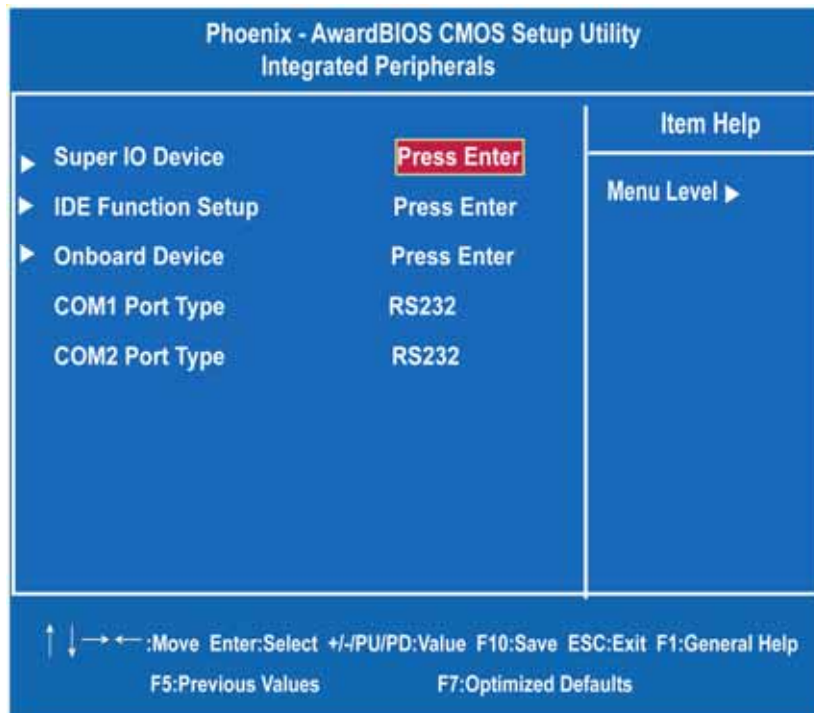 Phoenix - AwardBIOS CMOS Setup Utility
Integrated Peripherals
Item Help
Super IO Device Press Enter
Menu Level ▶
IDE Function Setup Press Enter
Onboard Device Press Enter
COM1 Port Type RS232
COM2 Port Type RS232
↑ ↓ → ← :Move Enter:Select +/-/PU/PD:Value F10:Save ESC:Exit F1:General Help
F5:Previous Values F7:Optimized Defaults